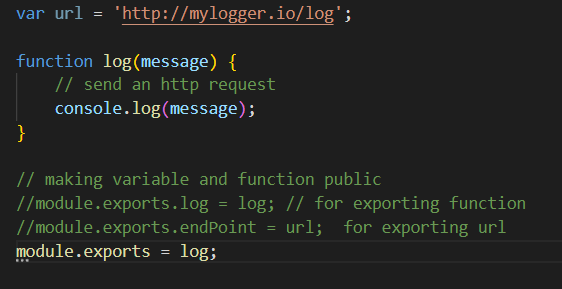 var url = 'http://mylogger.io/log';
function log(message) {
// send an http request
console.log(message);
}
// making variable and function public
//module.exports.log = log; // for exporting function
//module.exports.endPoint = url;  for exporting url
module.exports = log;